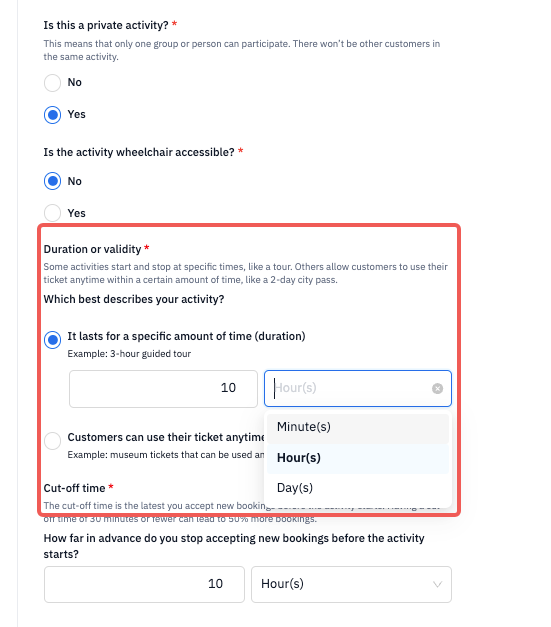 Is this a private activity? *
This means that only one group or person can participate. There won't be other customers in
the same activity.
No
Yes
Is the activity wheelchair accessible? *
No
Yes
Duration or validity *
Some activities start and stop at specific times, like a tour. Others allow customers to use their
ticket anytime within a certain amount of time, like a 2-day city pass.
Which best describes your activity?
It lasts for a specific amount of time (duration)
Example: 3-hour guided tour
10 Hour(s)
Minute(s)
Customers can use their ticket anytime
Hour(s)
Example: museum tickets that can be used an
Day(s)
Cut-off time *
The cut-off time is the latest you accept new bookings before the activity starts. Having a cut-
off time of 30 minutes or fewer can lead to 50% more bookings.
How far in advance do you stop accepting new bookings before the activity
starts?
10 Hour(s)